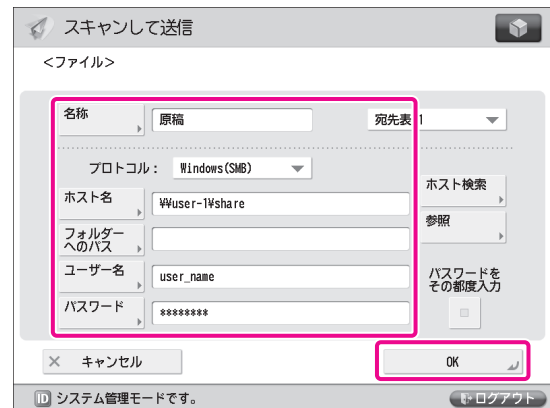 スキャンして送信
<ファイル>
名称
原稿
宛先表 1
プロトコル： Windows(SMB)
ホスト名
¥¥user-1¥share
ホスト検索
フォルダーへのパス
参照
ユーザー名
user_name
パスワードを
その都度入力
パスワード
********
キャンセル
OK
ID システム管理モードです。
ログアウト